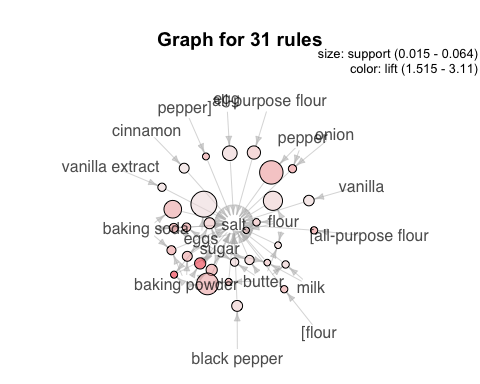 Graph for 31 rules
size: support (0.015 - 0.064)
color: lift (1.515 - 3.11)
egg
pepper]
all-purpose flour
cinnamon
pepper
onion
vanilla extract
vanilla
baking soda
salt
flour
[all-purpose flour
eggs
sugar
baking powder
butter
milk
[flour
black pepper